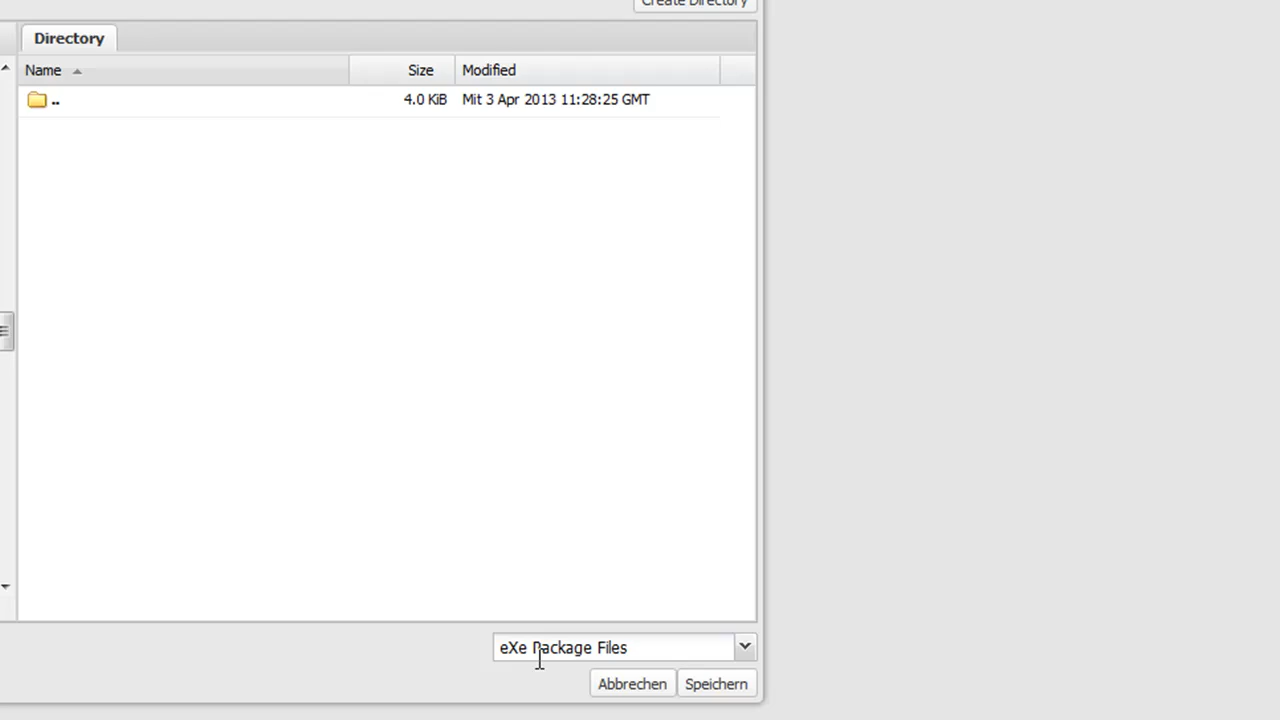 Create Directory
Directory
Name Size Modified
.. 4.0 KiB Mit 3 Apr 2013 11:28:25 GMT
eXe Package Files
Abbrechen Speichern